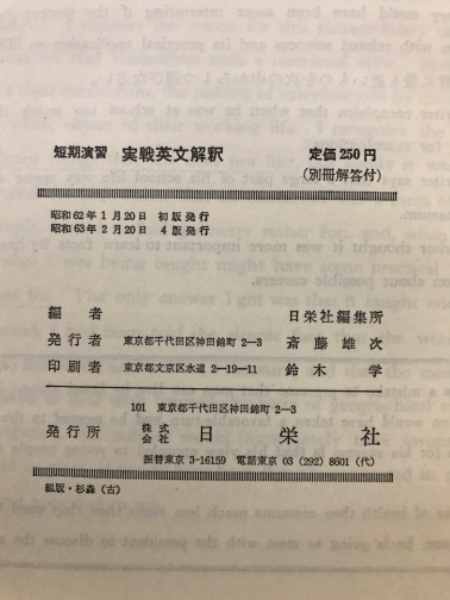 短期演習 実戦英文解釈 定価250円
(別冊解答付)
昭和62年1月20日 初版発行
昭和63年2月20日 4版発行
編者 日栄社編集所
発行者 東京都千代田区神田錦町2−3 斎藤雄次
印刷者 東京都文京区水道2−19−11 鈴木学
101 東京都千代田区神田錦町2−3
発行所 株式会社 日栄社
振替東京3-16159 電話東京03(292)8601(代)
組版・杉森(古)